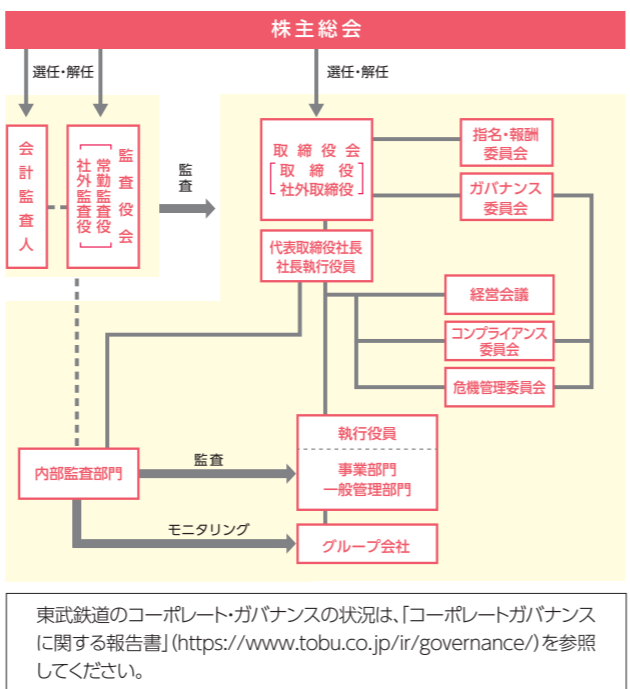 株主総会
選任・解任
選任・解任
会計監査人
監査役会
常勤監査役
社外監査役
監査
取締役会
取締役
社外取締役
指名・報酬
委員会
ガバナンス
委員会
代表取締役社長
社長執行役員
経営会議
コンプライアンス
委員会
危機管理委員会
執行役員
事業部門
一般管理部門
内部監査部門
監査
モニタリング
グループ会社
東武鉄道のコーポレート・ガバナンスの状況は、「コーポレートガバナンス
に関する報告書」(https://www.tobu.co.jp/ir/governance/)を参照
してください。